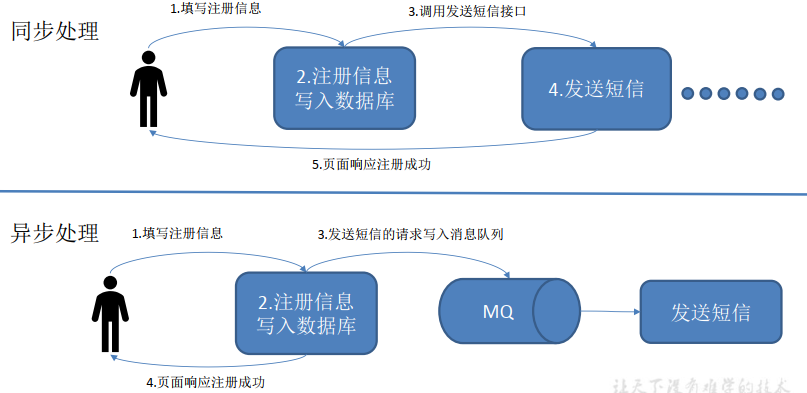 同步处理
1.填写注册信息
3.调用发送短信接口
2.注册信息
写入数据库
4.发送短信
5.页面响应注册成功
异步处理
1.填写注册信息
3.发送短信的请求写入消息队列
2.注册信息
写入数据库
MQ
发送短信
4.页面响应注册成功
让天下没有难学的技术